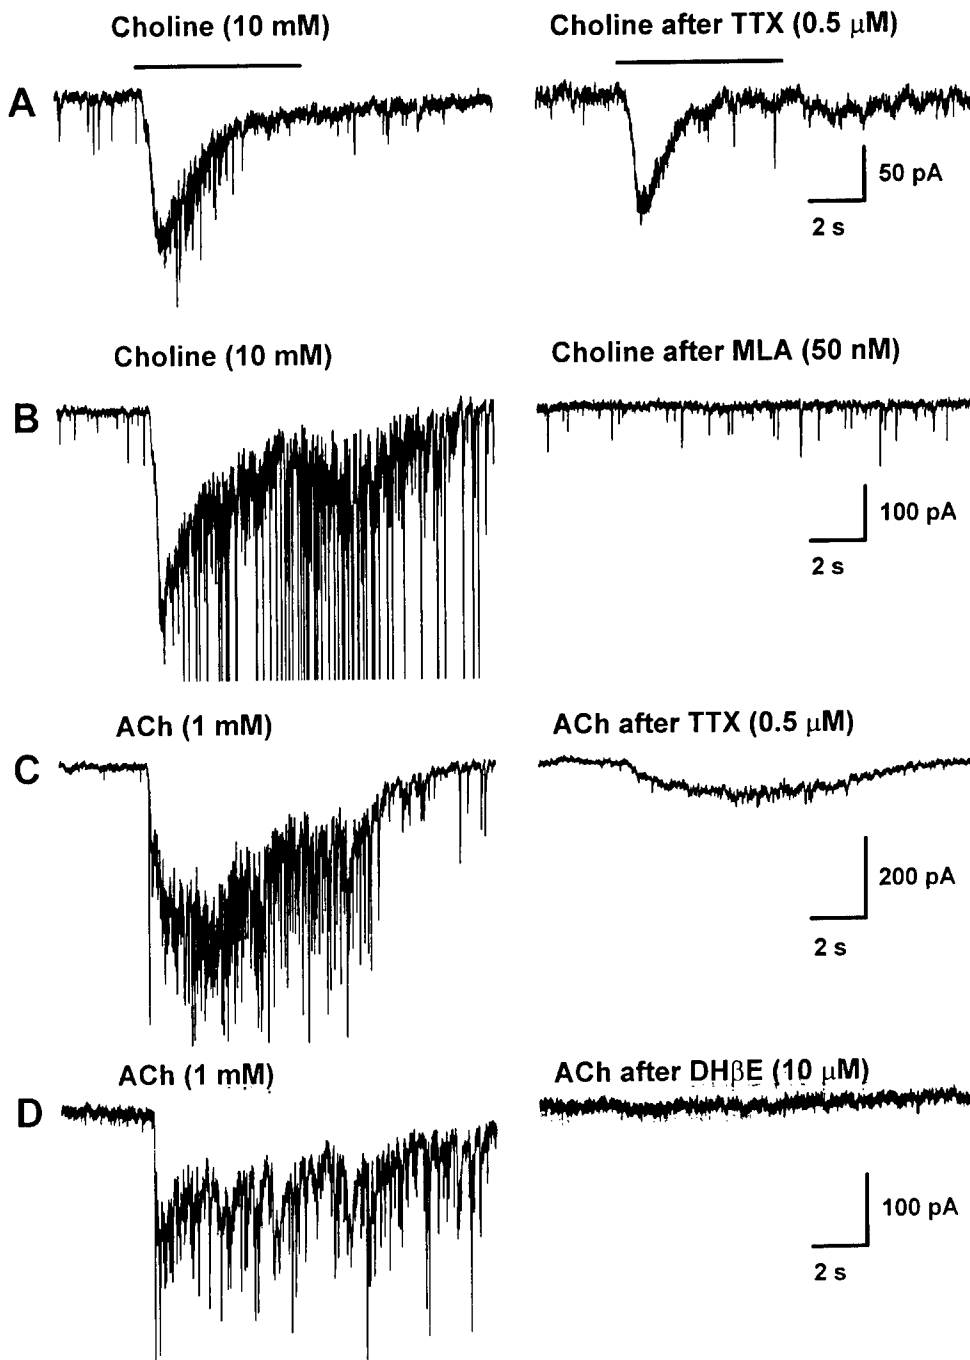 Choline (10 mM) Choline after TTX (0.5 μM)
A
50 pA
2 s
Choline (10 mM) Choline after MLA (50 nM)
B
100 pA
2 s
ACh (1 mM) ACh after TTX (0.5 μM)
C
200 pA
2 s
ACh (1 mM) ACh after DHβE (10 μM)
D
100 pA
2 s